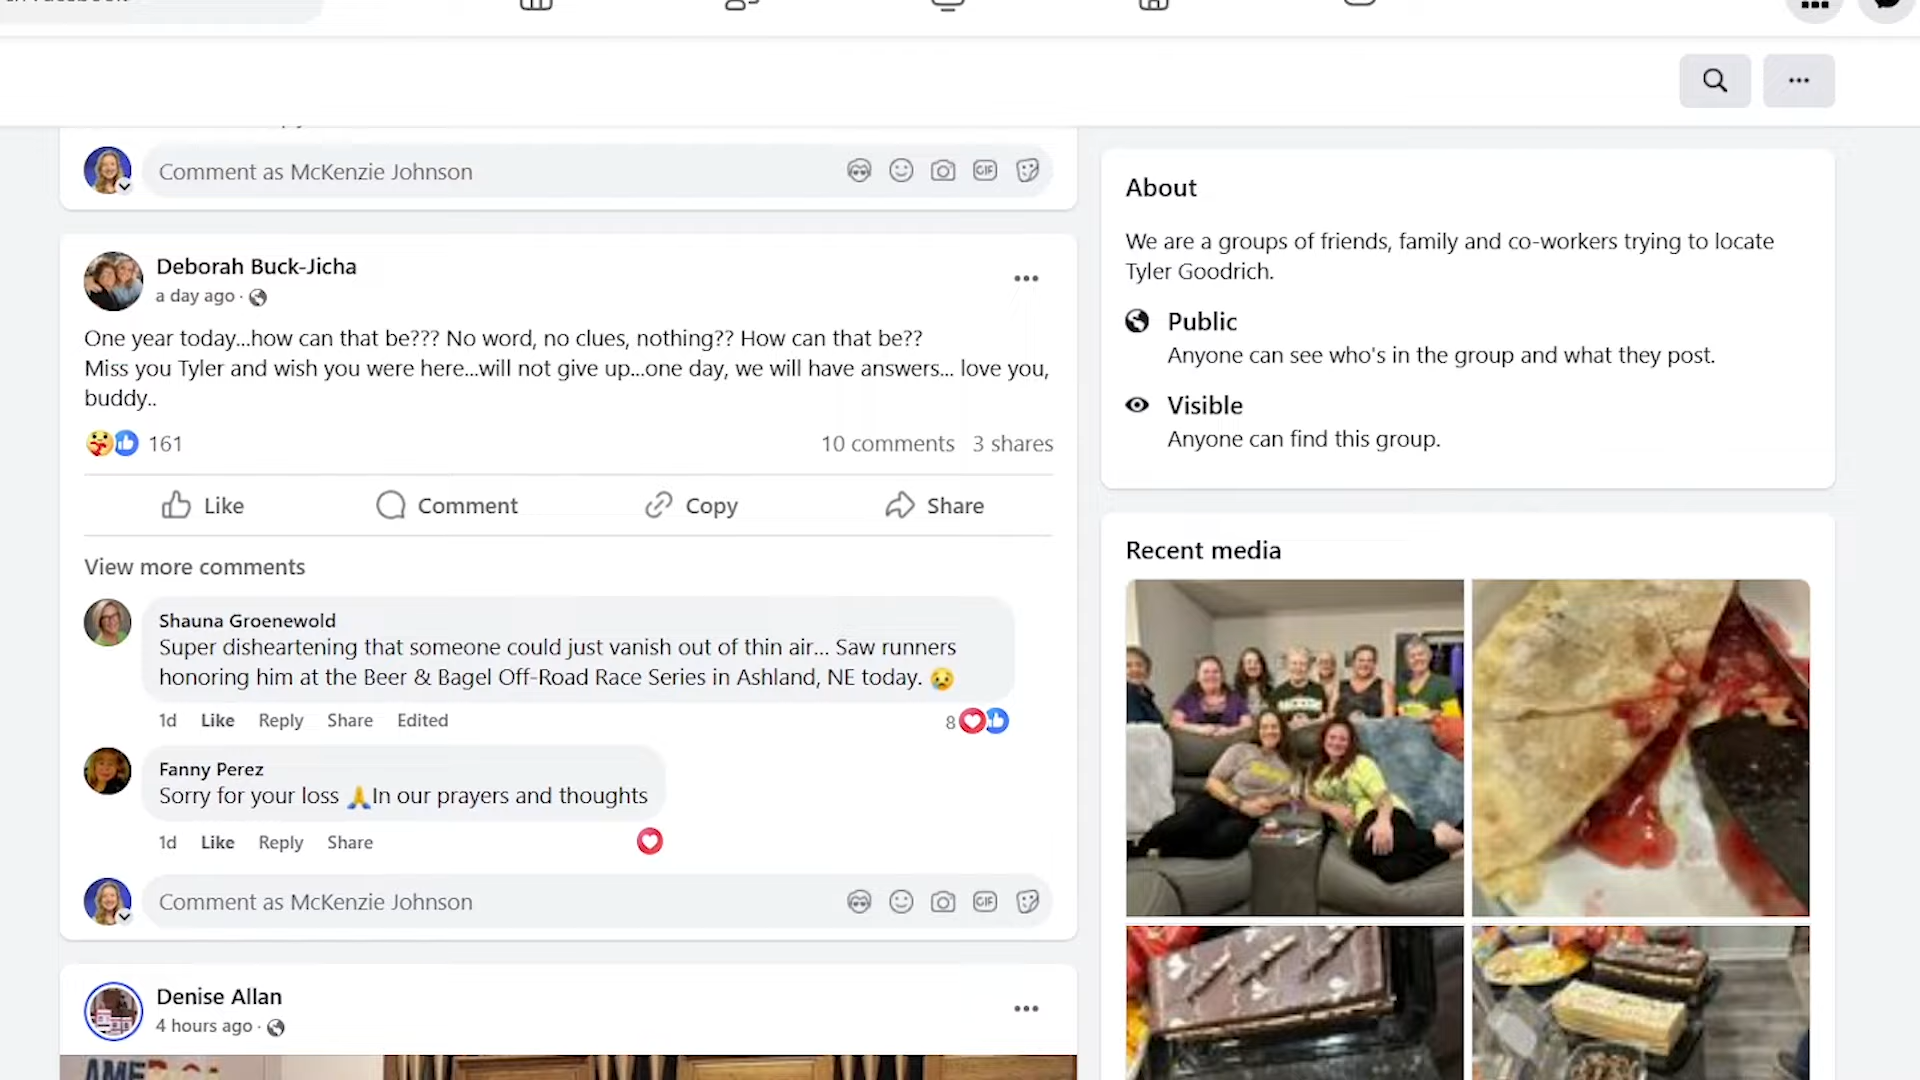 Comment as McKenzie Johnson
GIF
Deborah Buck-Jicha
a day ago ·
One year today...how can that be??? No word, no clues, nothing?? How can that be??
Miss you Tyler and wish you were here...will not give up...one day, we will have answers... love you,
buddy..
161
10 comments 3 shares
Like Comment Copy Share
View more comments
Shauna Groenewold
Super disheartening that someone could just vanish out of thin air... Saw runners
honoring him at the Beer & Bagel Off-Road Race Series in Ashland, NE today. 😢
1d Like Reply Share Edited
8
Fanny Perez
Sorry for your loss 🙏In our prayers and thoughts
1d Like Reply Share
Comment as McKenzie Johnson
GIF
Denise Allan
4 hours ago ·
About
We are a groups of friends, family and co-workers trying to locate
Tyler Goodrich.
Public
Anyone can see who's in the group and what they post.
Visible
Anyone can find this group.
Recent media